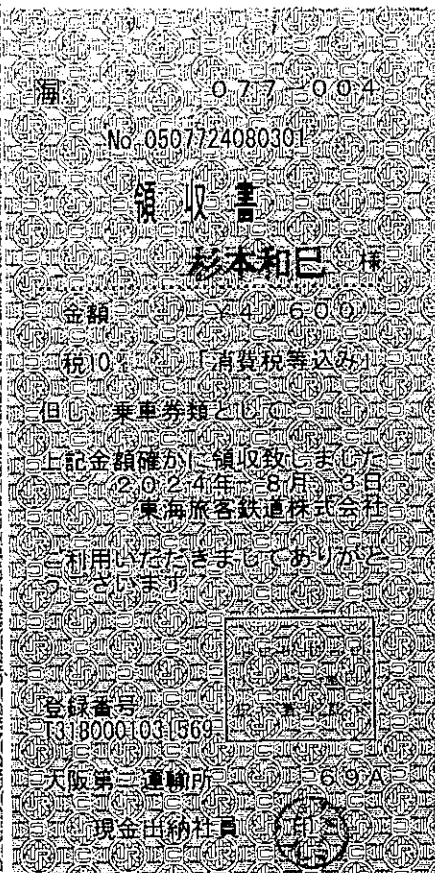 海 077-004
No.0507724080301
領収書
杉本和巳 様
金額 ¥4,600
税10% 「消費税等込み」
但し、乗車券類として
上記金額確かに領収致しました
2024年 8月 3日
東海旅客鉄道株式会社
ご利用いただきましてありがと
うございます
登録番号
T3180001031569
大阪第二運輸所 69A
現金出納社員 印